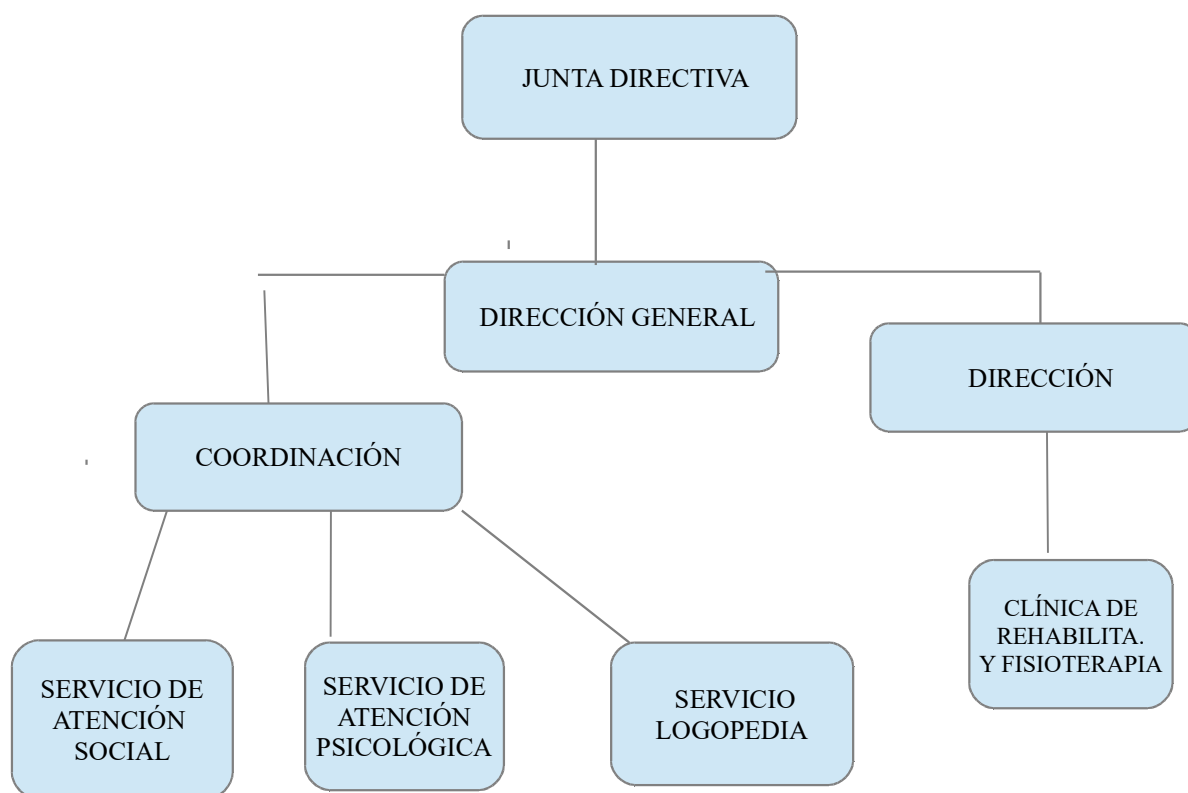 JUNTA DIRECTIVA
DIRECCIÓN GENERAL
DIRECCIÓN
COORDINACIÓN
CLÍNICA DE
REHABILITA.
Y FISIOTERAPIA
SERVICIO DE
ATENCIÓN
SOCIAL
SERVICIO DE
ATENCIÓN
PSICOLÓGICA
SERVICIO
LOGOPEDIA